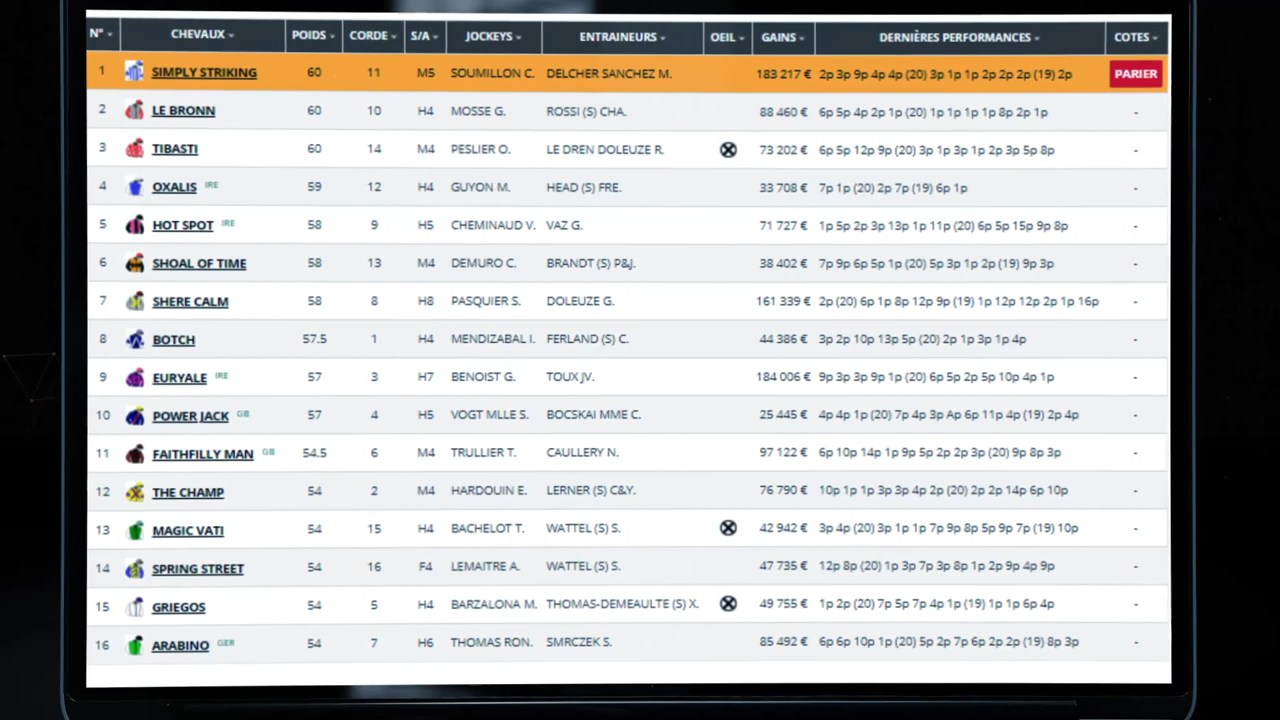 N° CHEVAUX POIDS CORDE S/A JOCKEYS ENTRAINEURS OEIL GAINS DERNIÈRES PERFORMANCES COTES
1 SIMPLY STRIKING 60 11 M5 SOUMILLON C. DELCHER SANCHEZ M. 183 217 € 2p 3p 9p 4p 4p (20) 3p 1p 1p 2p 2p 2p (19) 2p PARIER
2 LE BRONN 60 10 H4 MOSSE G. ROSSI (S) CHA. 88 460 € 6p 5p 4p 2p 1p (20) 1p 1p 1p 1p 8p 2p 1p -
3 TIBASTI 60 14 M4 PESLIER O. LE DREN DOLEUZE R. 73 202 € 6p 5p 12p 9p (20) 3p 1p 3p 1p 2p 3p 5p 8p -
4 OXALIS IRE 59 12 H4 GUYON M. HEAD (S) FRE. 33 708 € 7p 1p (20) 2p 7p (19) 6p 1p -
5 HOT SPOT IRE 58 9 H5 CHEMINAUD V. VAZ G. 71 727 € 1p 5p 2p 3p 13p 1p 11p (20) 6p 5p 15p 9p 8p -
6 SHOAL OF TIME 58 13 M4 DEMURO C. BRANDT (S) P&J. 38 402 € 7p 9p 6p 5p 1p (20) 5p 3p 1p 2p (19) 9p 3p -
7 SHERE CALM 58 8 H8 PASQUIER S. DOLEUZE G. 161 339 € 2p (20) 6p 1p 8p 12p 9p (19) 1p 12p 12p 2p 1p 16p -
8 BOTCH 57.5 1 H4 MENDIZABAL I. FERLAND (S) C. 44 386 € 3p 2p 10p 13p 5p (20) 2p 1p 3p 1p 4p -
9 EURYALE IRE 57 3 H7 BENOIST G. TOUX JV. 184 006 € 9p 3p 3p 9p 1p (20) 6p 5p 2p 5p 10p 4p 1p -
10 POWER JACK GB 57 4 H5 VOGT MLLE S. BOCSKAI MME C. 25 445 € 4p 4p 1p (20) 7p 4p 3p Ap 6p 11p 4p (19) 2p 4p -
11 FAITHFILLY MAN GB 54.5 6 M4 TRULLIER T. CAULLERY N. 97 122 € 6p 10p 14p 1p 9p 5p 2p 2p 3p (20) 9p 8p 3p -
12 THE CHAMP 54 2 M4 HARDOUIN E. LERNER (S) C&Y. 76 790 € 10p 1p 1p 3p 3p 4p 2p (20) 2p 2p 14p 6p 10p -
13 MAGIC VATI 54 15 H4 BACHELOT T. WATTEL (S) S. 42 942 € 3p 4p (20) 3p 1p 1p 7p 9p 8p 5p 9p 7p (19) 10p -
14 SPRING STREET 54 16 F4 LEMAITRE A. WATTEL (S) S. 47 735 € 12p 8p (20) 1p 3p 7p 3p 8p 1p 2p 9p 4p 9p -
15 GRIEGOS 54 5 H4 BARZALONA M. THOMAS-DEMEAULTE (S) X. 49 755 € 1p 2p (20) 7p 5p 7p 4p 1p (19) 1p 1p 6p 4p -
16 ARABINO GER 54 7 H6 THOMAS RON. SMRCZEK S. 85 492 € 6p 6p 10p 1p (20) 5p 2p 7p 6p 2p 2p (19) 8p 3p -